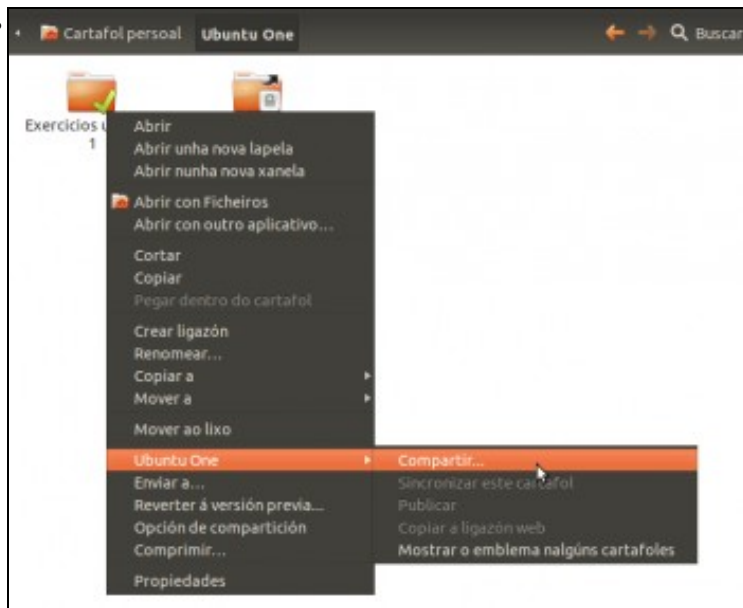 Cartafol persoal Ubuntu One Buscar
Exercicios
1
Abrir
Abrir unha nova lapela
Abrir nunha nova xanela
Abrir con Ficheiros
Abrir con outro aplicativo...
Cortar
Copiar
Pegar dentro do cartafol
Crear ligazón
Renomear...
Copiar a
Mover a
Mover ao lixo
Ubuntu One
Enviar a...
Reverter á versión previa...
Opción de compartición
Comprimir...
Propiedades
Compartir...
Sincronizar este cartafol
Publicar
Copiar a ligazón web
Mostrar o emblema nalgúns cartafoles